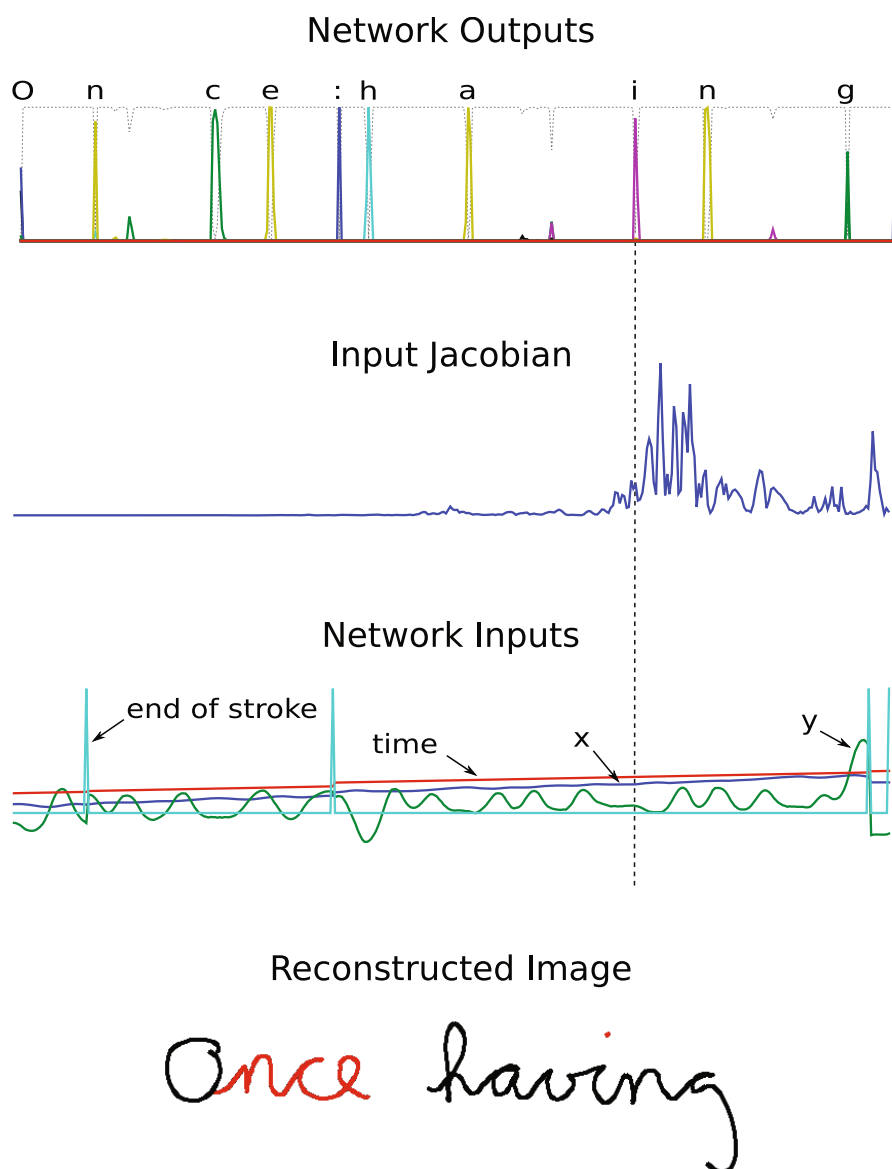 Network Outputs
O n c e : h a i n g
Input Jacobian
Network Inputs
end of stroke
time
x
y
Reconstructed Image
Once having